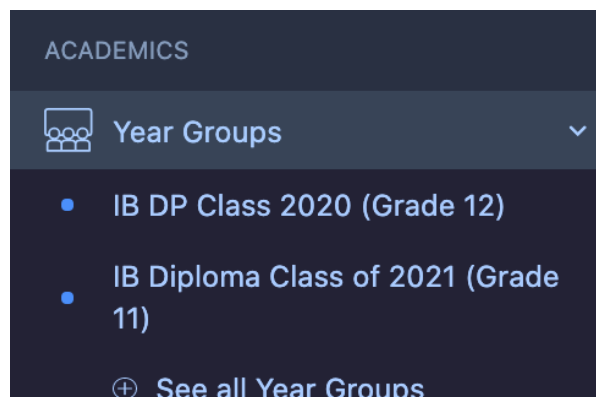 ACADEMICS
Year Groups
IB DP Class 2020 (Grade 12)
IB Diploma Class of 2021 (Grade
11)
See all Year Groups